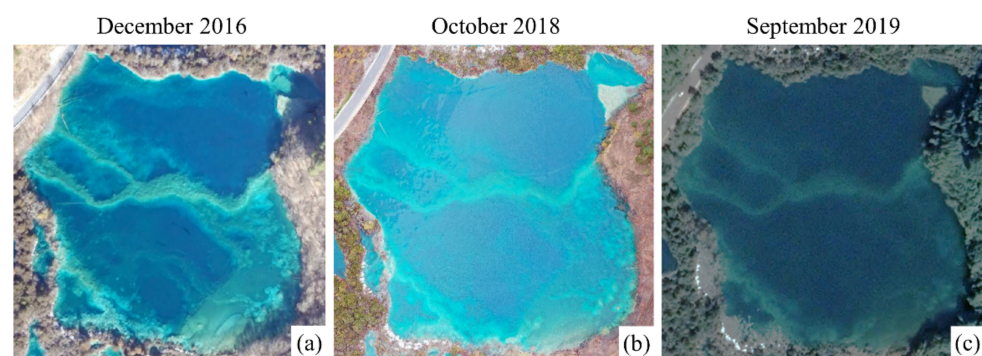 December 2016
October 2018
September 2019
(a)
(b)
(c)